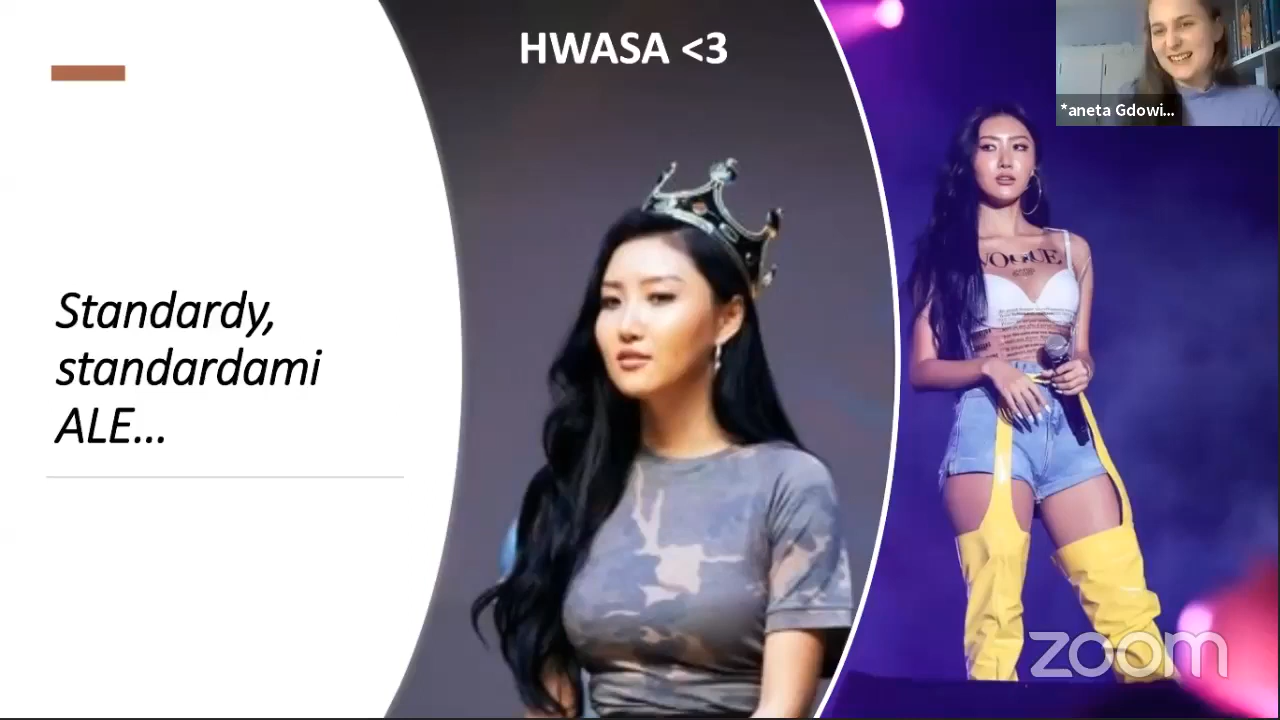 HWASA <3
*aneta Gdowi...
VOGUE
Standardy,
standardami
ALE...
zoom